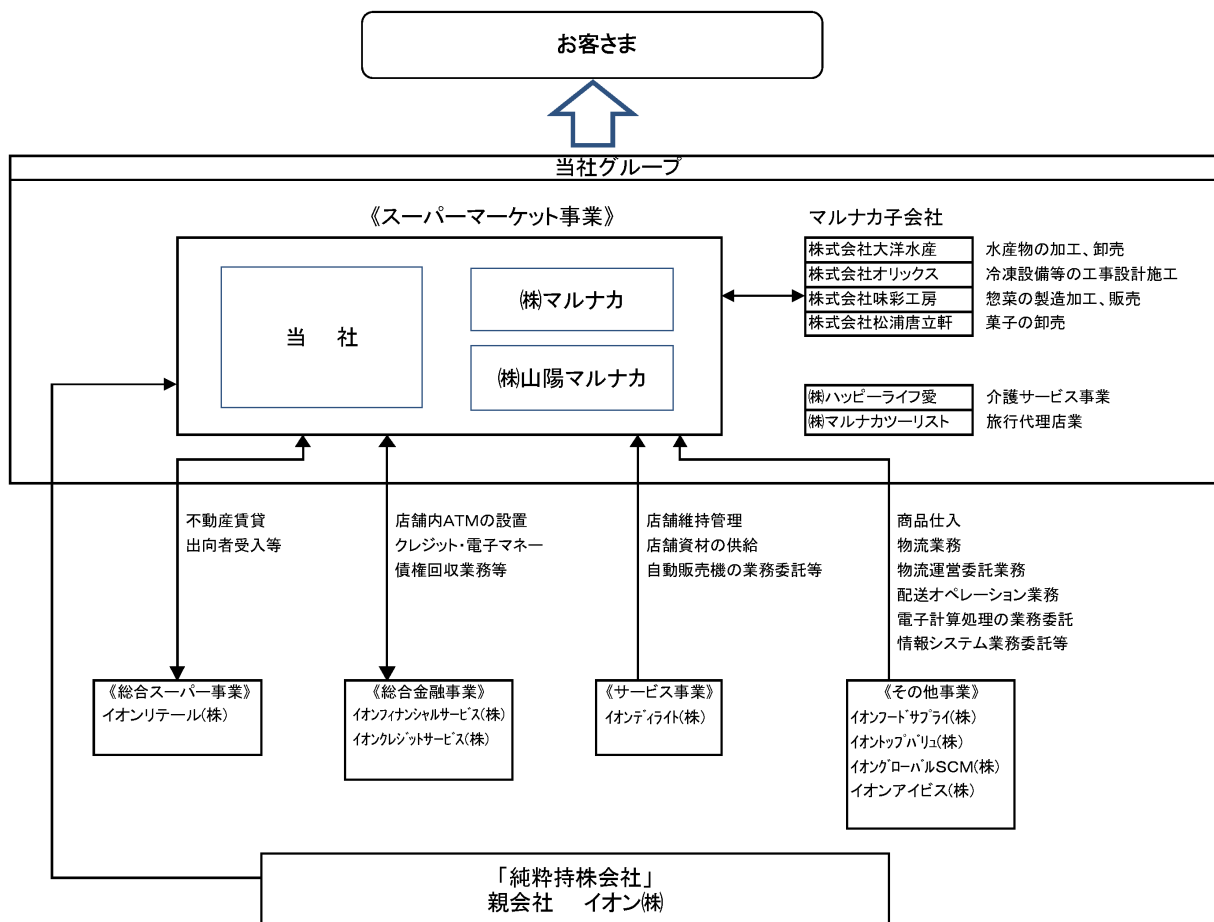 お客さま
当社グループ
《スーパーマーケット事業》
当 社
㈱マルナカ
㈱山陽マルナカ
マルナカ子会社
株式会社大洋水産 水産物の加工、卸売
株式会社オリックス 冷凍設備等の工事設計施工
株式会社味彩工房 惣菜の製造加工、販売
株式会社松浦唐立軒 菓子の卸売
㈱ハッピーライフ愛 介護サービス事業
㈱マルナカツーリスト 旅行代理店業
不動産賃貸
出向者受入等
店舗内ATMの設置
クレジット・電子マネー
債権回収業務等
店舗維持管理
店舗資材の供給
自動販売機の業務委託等
商品仕入
物流業務
物流運営委託業務
配送オペレーション業務
電子計算処理の業務委託
情報システム業務委託等
《総合スーパー事業》
イオンリテール(株)
《総合金融事業》
イオンフィナンシャルサービス(株)
イオンクレジットサービス(株)
《サービス事業》
イオンディライト(株)
《その他事業》
イオンフードサプライ(株)
イオントップバリュ(株)
イオングローバルSCM(株)
イオンアイビス(株)
「純粋持株会社」
親会社 イオン㈱